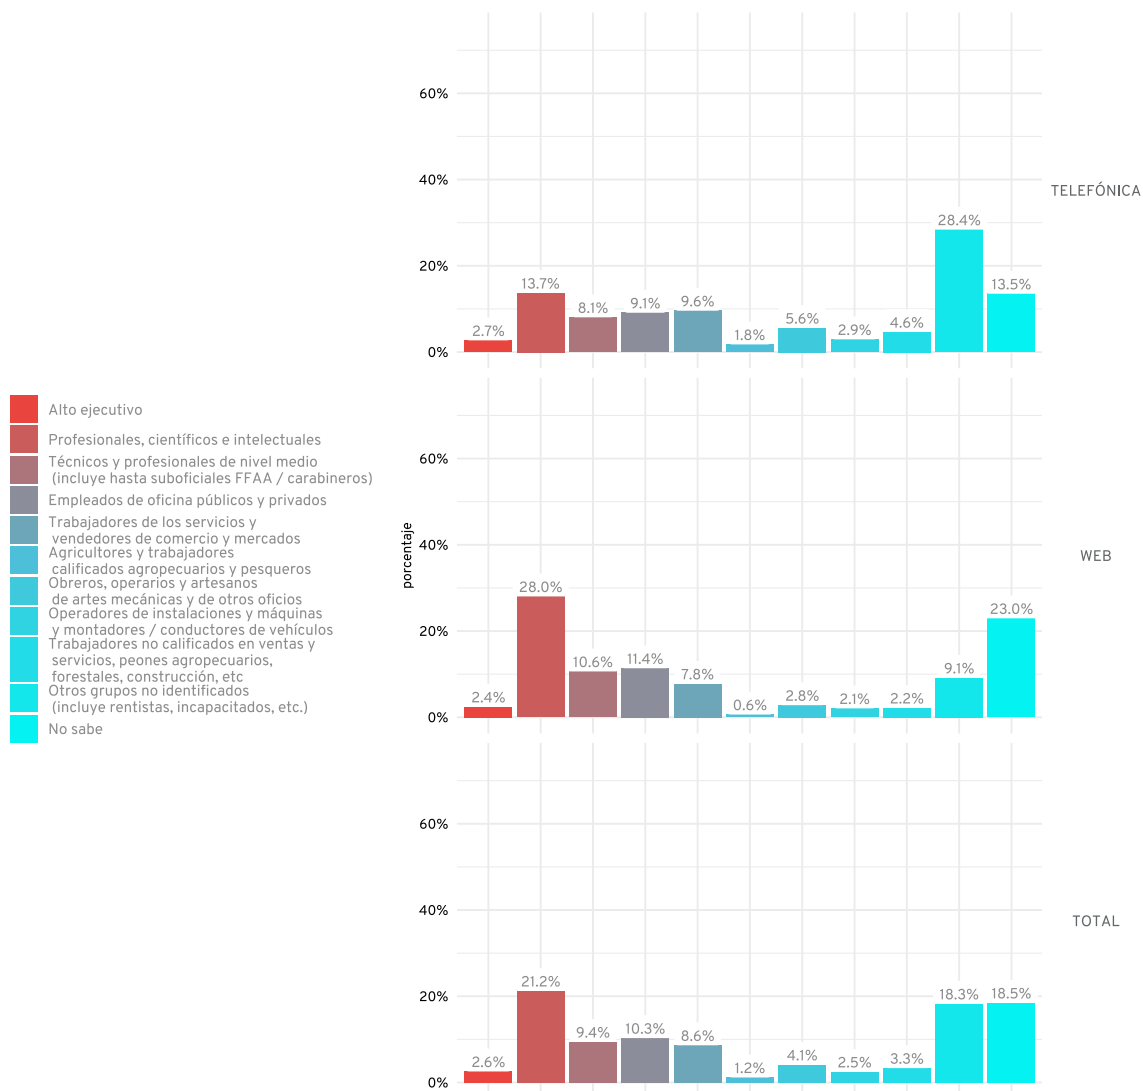 60%
40%
20%
0%
2.7%
13.7%
8.1%
9.1%
9.6%
1.8%
5.6%
2.9%
4.6%
28.4%
13.5%
TELEFÓNICA
Alto ejecutivo
Profesionales, científicos e intelectuales
Técnicos y profesionales de nivel medio
(incluye hasta suboficiales FFAA / carabineros)
Empleados de oficina públicos y privados
Trabajadores de los servicios y
vendedores de comercio y mercados
Agricultores y trabajadores
calificados agropecuarios y pesqueros
Obreros, operarios y artesanos
de artes mecánicas y de otros oficios
Operadores de instalaciones y máquinas
y montadores / conductores de vehículos
Trabajadores no calificados en ventas y
servicios, peones agropecuarios,
forestales, construcción, etc
Otros grupos no identificados
(incluye rentistas, incapacitados, etc.)
No sabe
porcentaje
60%
40%
20%
0%
2.4%
28.0%
10.6%
11.4%
7.8%
0.6%
2.8%
2.1%
2.2%
9.1%
23.0%
WEB
60%
40%
20%
0%
2.6%
21.2%
9.4%
10.3%
8.6%
1.2%
4.1%
2.5%
3.3%
18.3%
18.5%
TOTAL